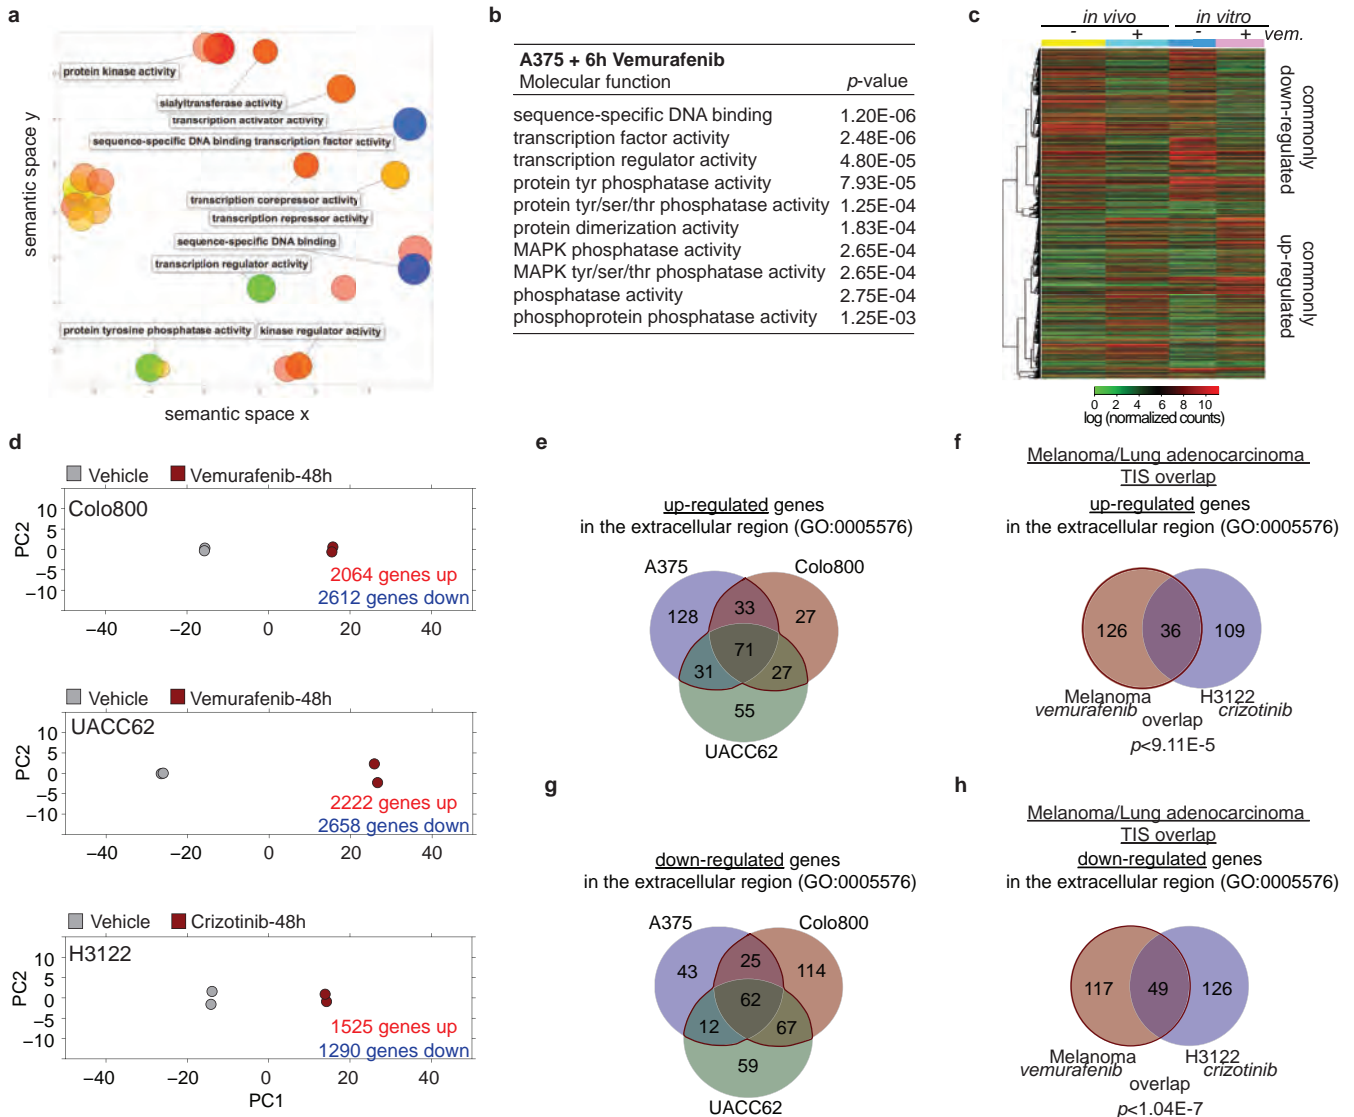 a
protein kinase activity
sialyltransferase activity
transcription activator activity
sequence-specific DNA binding transcription factor activity
transcription corepressor activity
transcription repressor activity
sequence-specific DNA binding
transcription regulator activity
protein tyrosine phosphatase activity
kinase regulator activity
semantic space y
semantic space x
b
A375 + 6h Vemurafenib
Molecular function p-value
sequence-specific DNA binding 1.20E-06
transcription factor activity 2.48E-06
transcription regulator activity 4.80E-05
protein tyr phosphatase activity 7.93E-05
protein tyr/ser/thr phosphatase activity 1.25E-04
protein dimerization activity 1.83E-04
MAPK phosphatase activity 2.65E-04
MAPK tyr/ser/thr phosphatase activity 2.65E-04
phosphatase activity 2.75E-04
phosphoprotein phosphatase activity 1.25E-03
c
in vivo in vitro
- + - + vem.
commonly
down-regulated
commonly
up-regulated
0 2 4 6 8 10
log (normalized counts)
d
Vehicle Vemurafenib-48h
Colo800
PC2
10
5
0
−5
−10
2064 genes up
2612 genes down
−40 −20 0 20 40
Vehicle Vemurafenib-48h
UACC62
PC2
10
5
0
−5
−10
2222 genes up
2658 genes down
−40 −20 0 20 40
Vehicle Crizotinib-48h
H3122
PC2
10
5
0
−5
−10
1525 genes up
1290 genes down
−40 −20 0 20 40
PC1
e
up-regulated genes
in the extracellular region (GO:0005576)
A375 Colo800
128 33 27
71
31 27
55
UACC62
f
Melanoma/Lung adenocarcinoma
TIS overlap
up-regulated genes
in the extracellular region (GO:0005576)
126 36 109
Melanoma H3122
vemurafenib crizotinib
overlap
p<9.11E-5
g
down-regulated genes
in the extracellular region (GO:0005576)
A375 Colo800
43 25 114
62
12 67
59
UACC62
h
Melanoma/Lung adenocarcinoma
TIS overlap
down-regulated genes
in the extracellular region (GO:0005576)
117 49 126
Melanoma H3122
vemurafenib crizotinib
overlap
p<1.04E-7